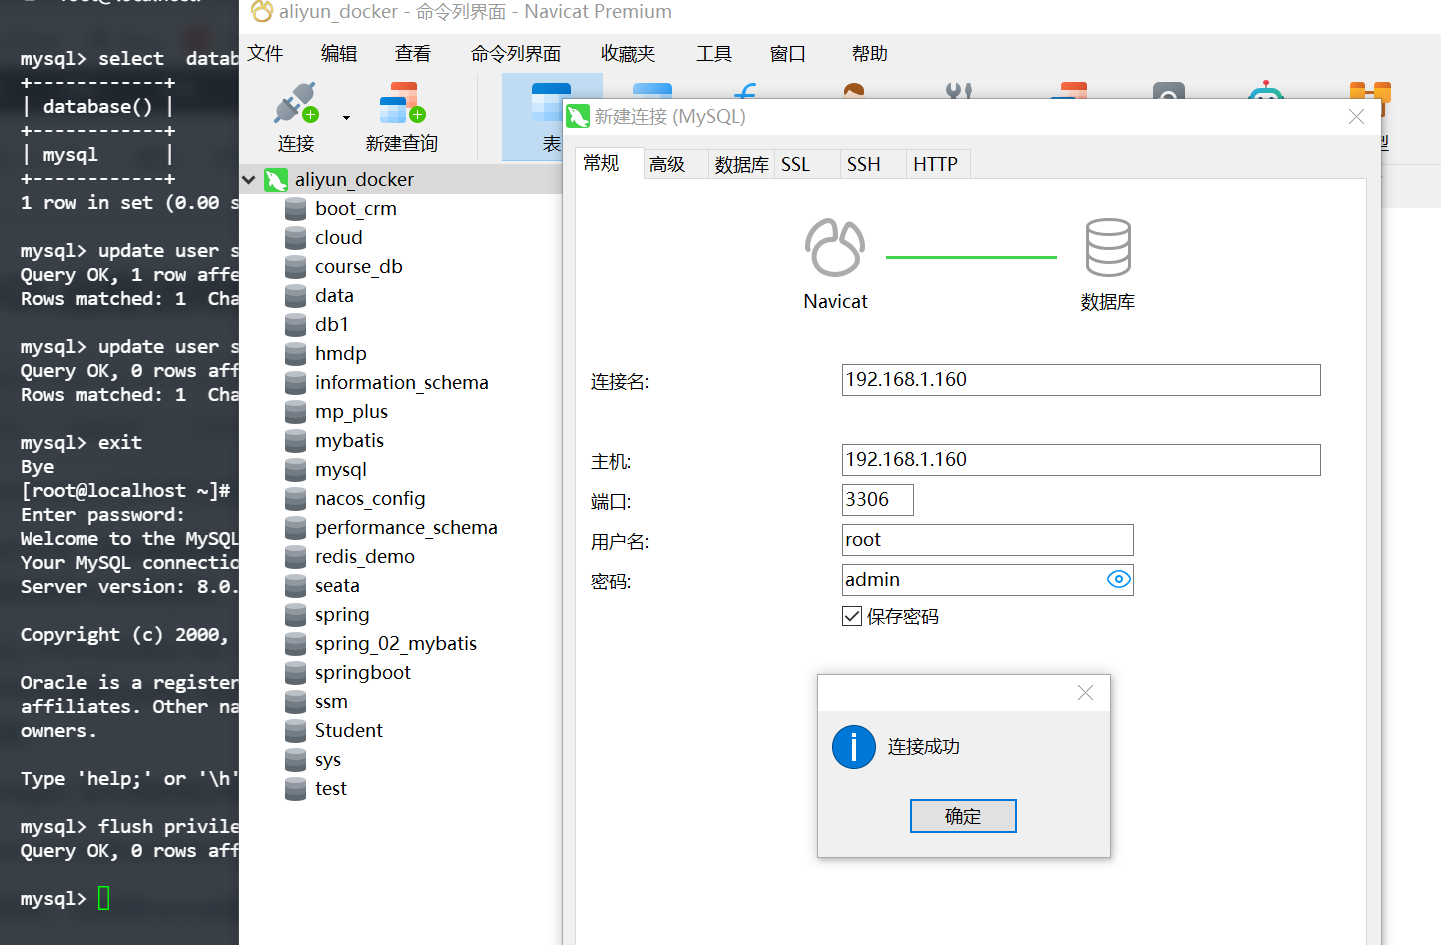 mysql> select  datab
+------------+
| database() |
+------------+
| mysql      |
+------------+
1 row in set (0.00 s
mysql> update user s
Query OK, 1 row affe
Rows matched: 1  Cha
mysql> update user s
Query OK, 0 rows aff
Rows matched: 1  Cha
mysql> exit
Bye
[root@localhost ~]#
Enter password:
Welcome to the MySQL
Your MySQL connectio
Server version: 8.0.
Copyright (c) 2000,
Oracle is a register
affiliates. Other na
owners.
Type 'help;' or '\h'
mysql> flush privile
Query OK, 0 rows aff
mysql>
aliyun_docker - 命令列界面 - Navicat Premium
文件 编辑 查看 命令列界面 收藏夹 工具 窗口 帮助
连接 新建查询 表 型
aliyun_docker
boot_crm
cloud
course_db
data
db1
hmdp
information_schema
mp_plus
mybatis
mysql
nacos_config
performance_schema
redis_demo
seata
spring
spring_02_mybatis
springboot
ssm
Student
sys
test
新建连接 (MySQL)
常规 高级 数据库 SSL SSH HTTP
Navicat 数据库
连接名: 192.168.1.160
主机: 192.168.1.160
端口: 3306
用户名: root
密码: admin
保存密码
连接成功
确定